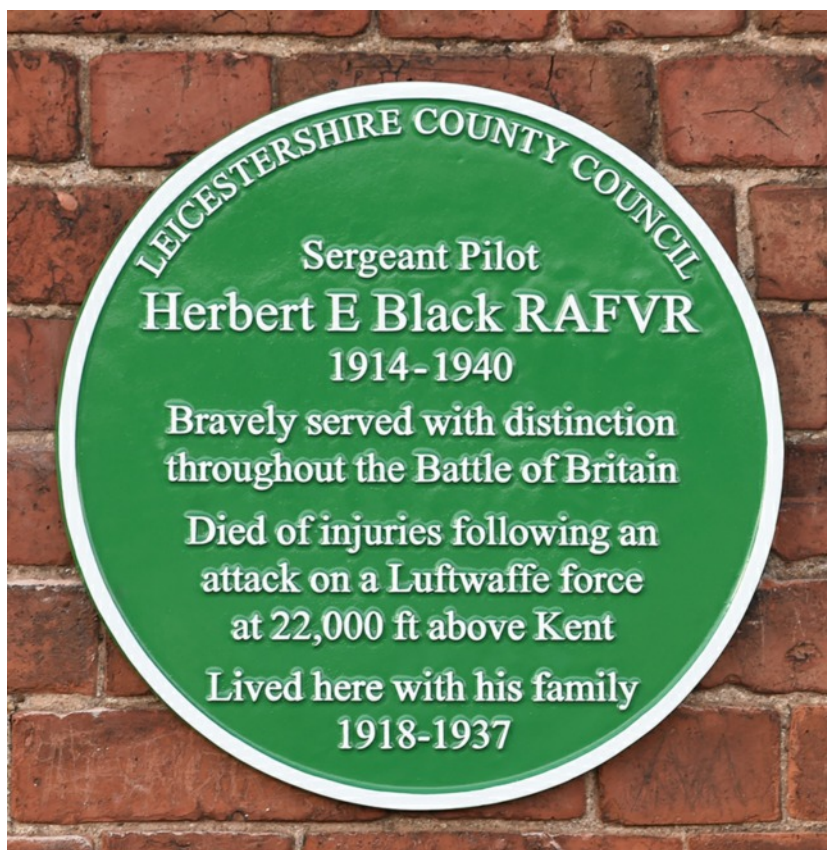 LEICESTERSHIRE COUNTY COUNCIL
Sergeant Pilot
Herbert E Black RAFVR
1914-1940
Bravely served with distinction
throughout the Battle of Britain
Died of injuries following an
attack on a Luftwaffe force
at 22,000 ft above Kent
Lived here with his family
1918-1937